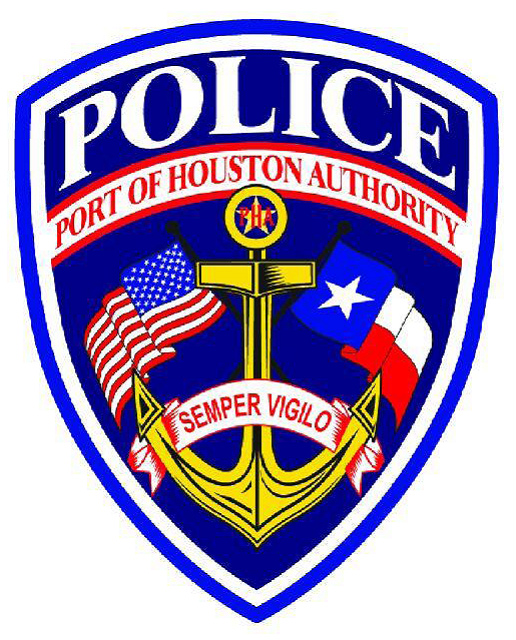 POLICE
PORT OF HOUSTON AUTHORITY
PHA
SEMPER VIGILO